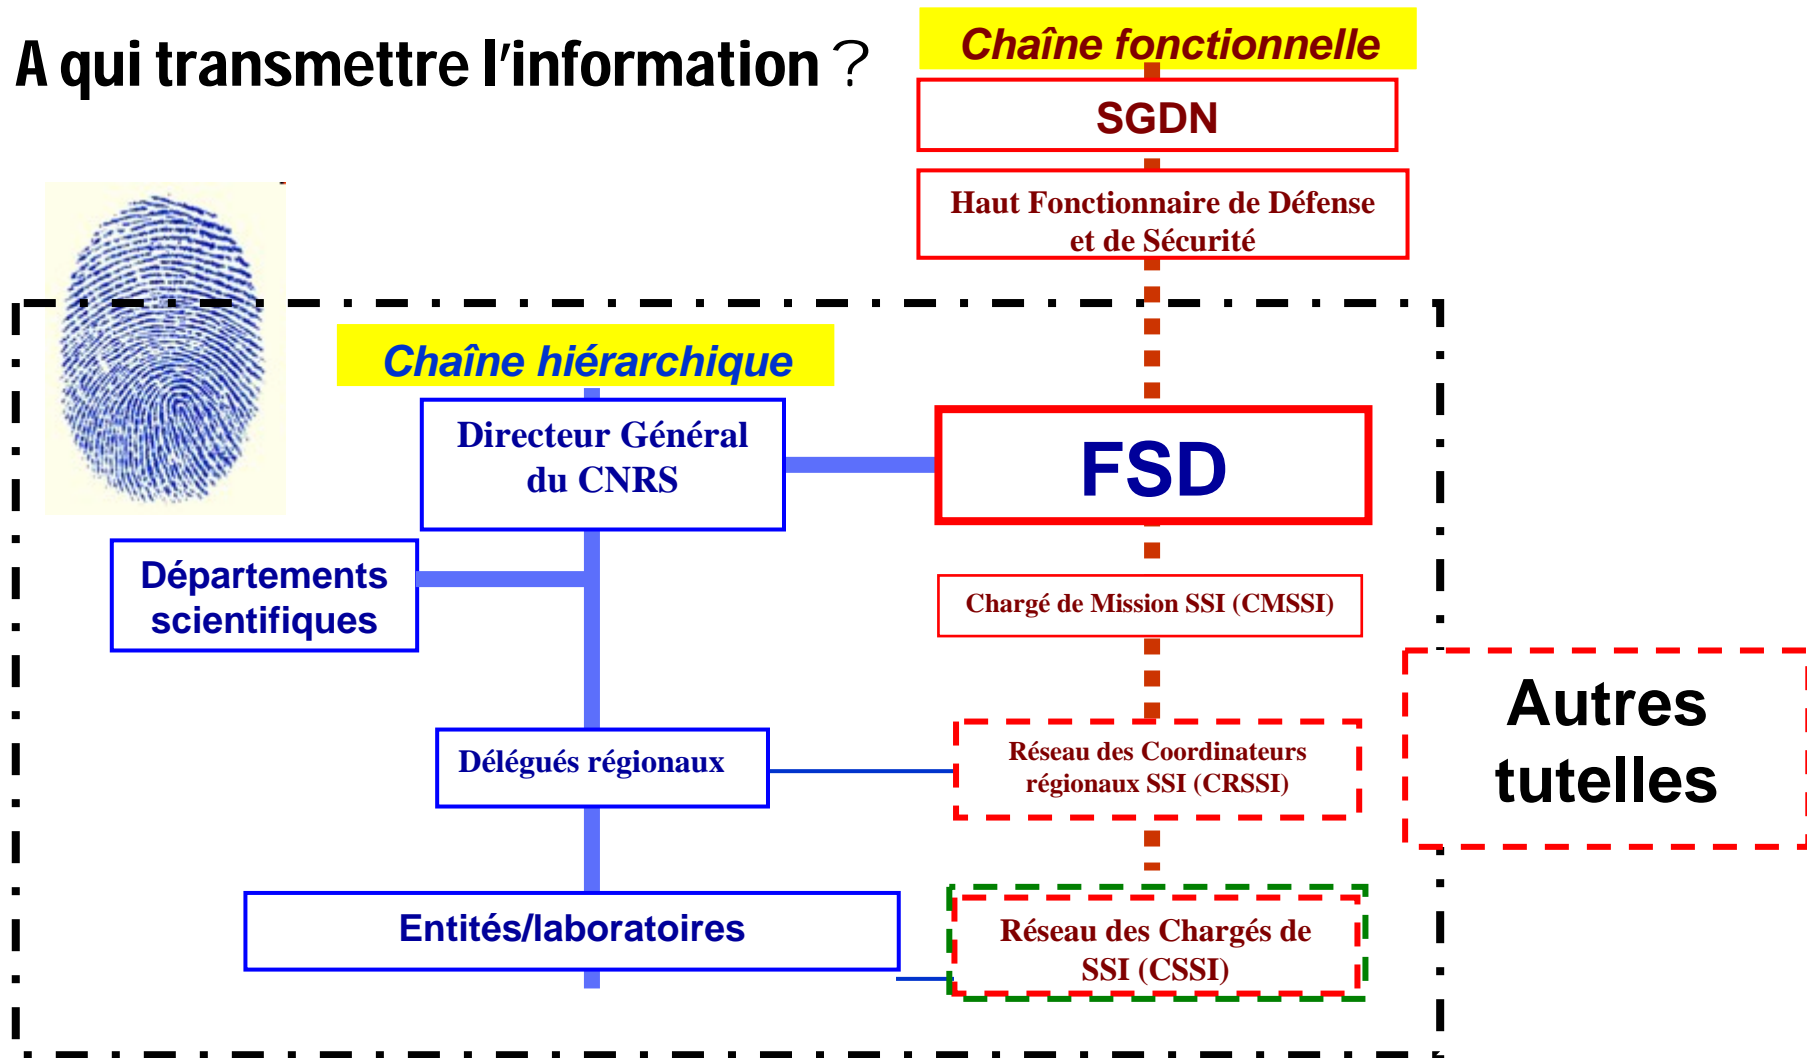 A qui transmettre l'information ?
Chaîne fonctionnelle
SGDN
Haut Fonctionnaire de Défense
et de Sécurité
Chaîne hiérarchique
Directeur Général
du CNRS
FSD
Départements
scientifiques
Chargé de Mission SSI (CMSSI)
Autres
tutelles
Délégués régionaux
Réseau des Coordinateurs
régionaux SSI (CRSSI)
Entités/laboratoires
Réseau des Chargés de
SSI (CSSI)